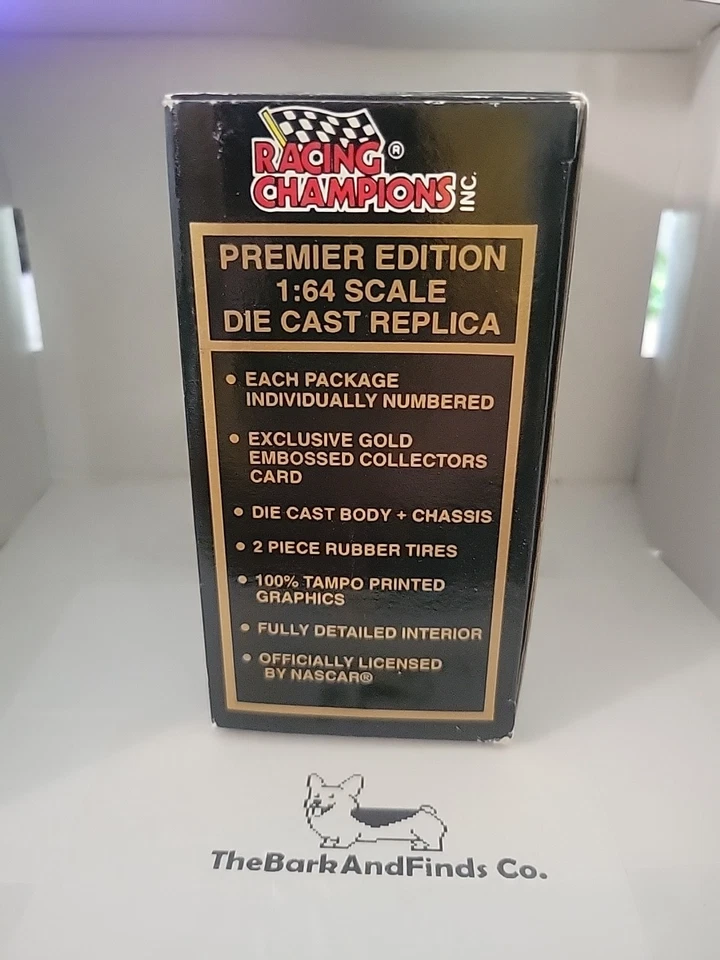 RACING ®
CHAMPIONS INC.
PREMIER EDITION
1:64 SCALE
DIE CAST REPLICA
• EACH PACKAGE
INDIVIDUALLY NUMBERED
• EXCLUSIVE GOLD
EMBOSSED COLLECTORS
CARD
• DIE CAST BODY + CHASSIS
• 2 PIECE RUBBER TIRES
• 100% TAMPO PRINTED
GRAPHICS
• FULLY DETAILED INTERIOR
• OFFICIALLY LICENSED
BY NASCAR®
TheBarkAndFinds Co.